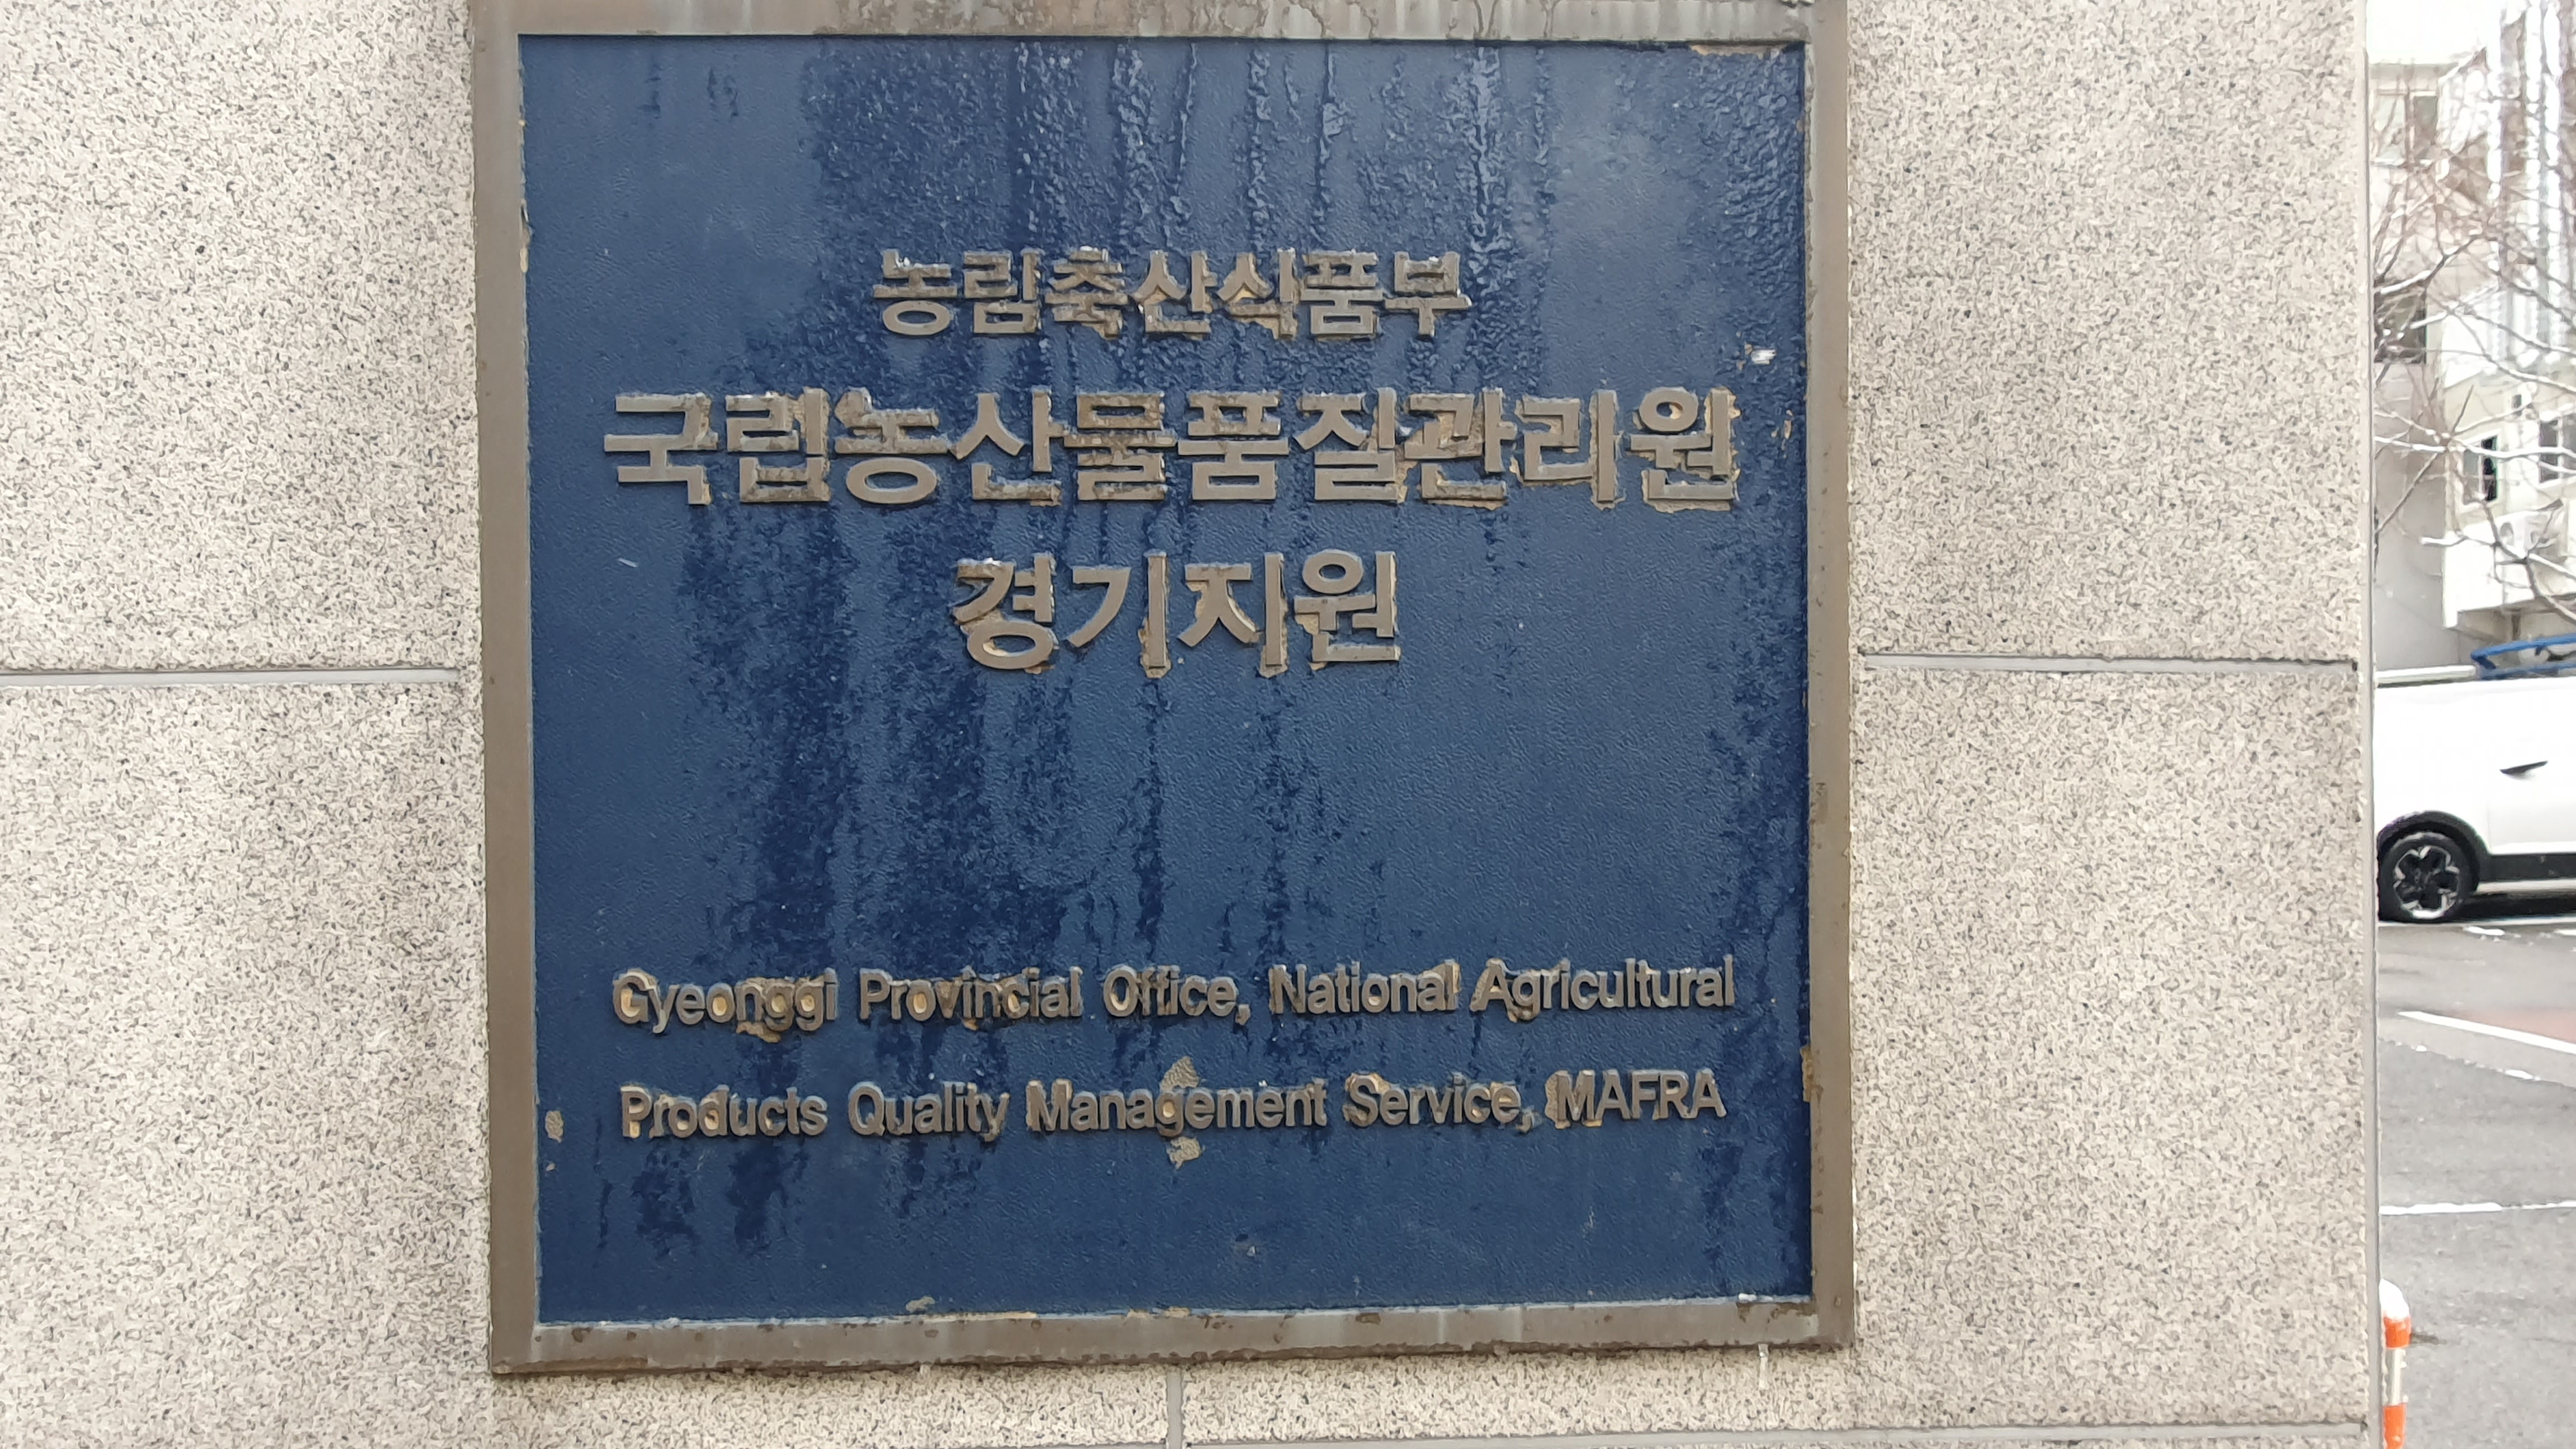 농림축산식품부
국립농산물품질관리원
경기지원
Gyeonggi Provincial Office, National Agricultural
Products Quality Management Service, MAFRA